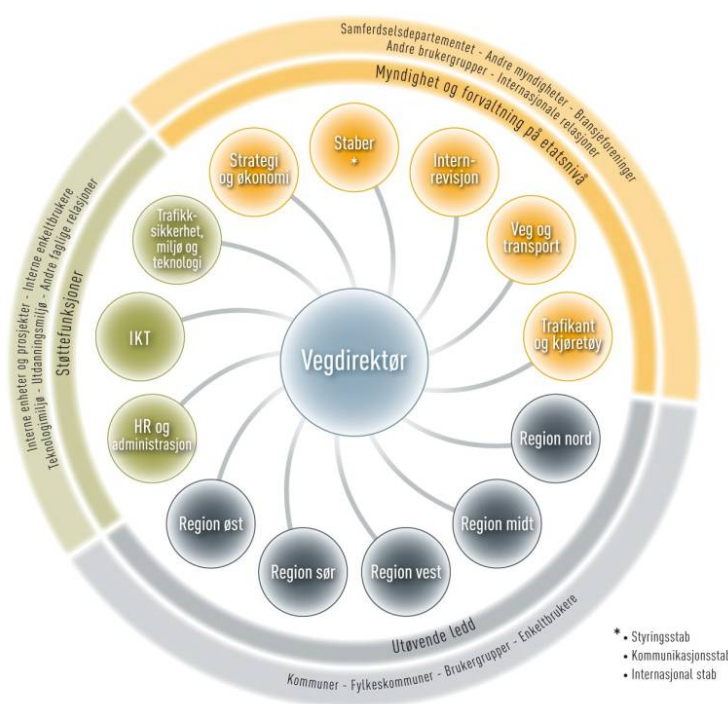 Samferdselsdepartementet - Andre myndigheter - Bransjeforeninger
Andre brukergrupper - Internasjonale relasjoner
Myndighet og forvaltning på etatsnivå
Interne enheter og prosjekter - Interne enkeltbrukere
Teknologimiljø - Utdanningsmiljø - Andre faglige relasjoner
Støttefunksjoner
Strategi
og økonomi
Staber
*
Intern-
revisjon
Veg og
transport
Trafikant
og kjøretøy
Trafikk-
sikkerhet,
miljø og
teknologi
IKT
HR og
administrasjon
Vegdirektør
Region nord
Region midt
Region vest
Region sør
Region øst
Utøvende ledd
Kommuner - Fylkeskommuner - Brukergrupper - Enkeltbrukere
* • Styringsstab
• Kommunikasjonsstab
• Internasjonal stab